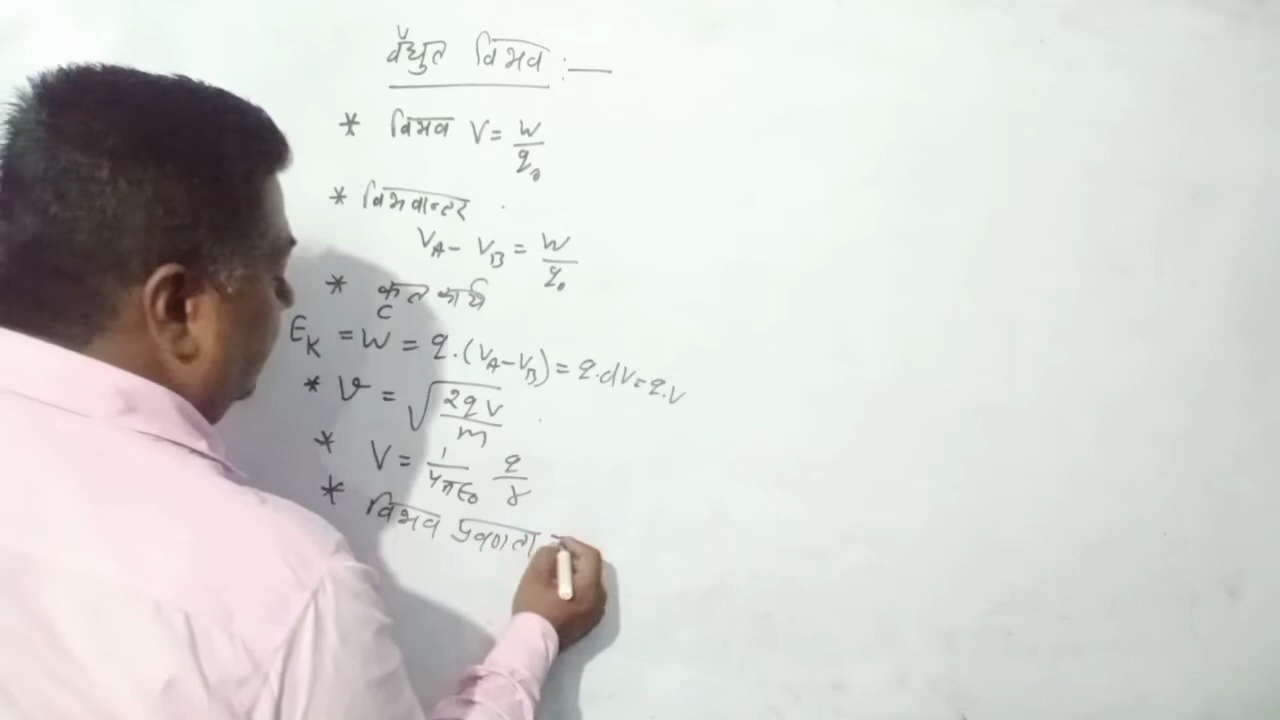 वैद्युत विभव :—
* विभव V = W/q₀
* विभवान्तर
V_A - V_B = W/q₀
* कृत कार्य
E_K = W = q.(V_A - V_B) = q.dV = q.V
* v = √(2qV/m)
* V = 1/4πε₀ q/r
* विभव प्रवणता